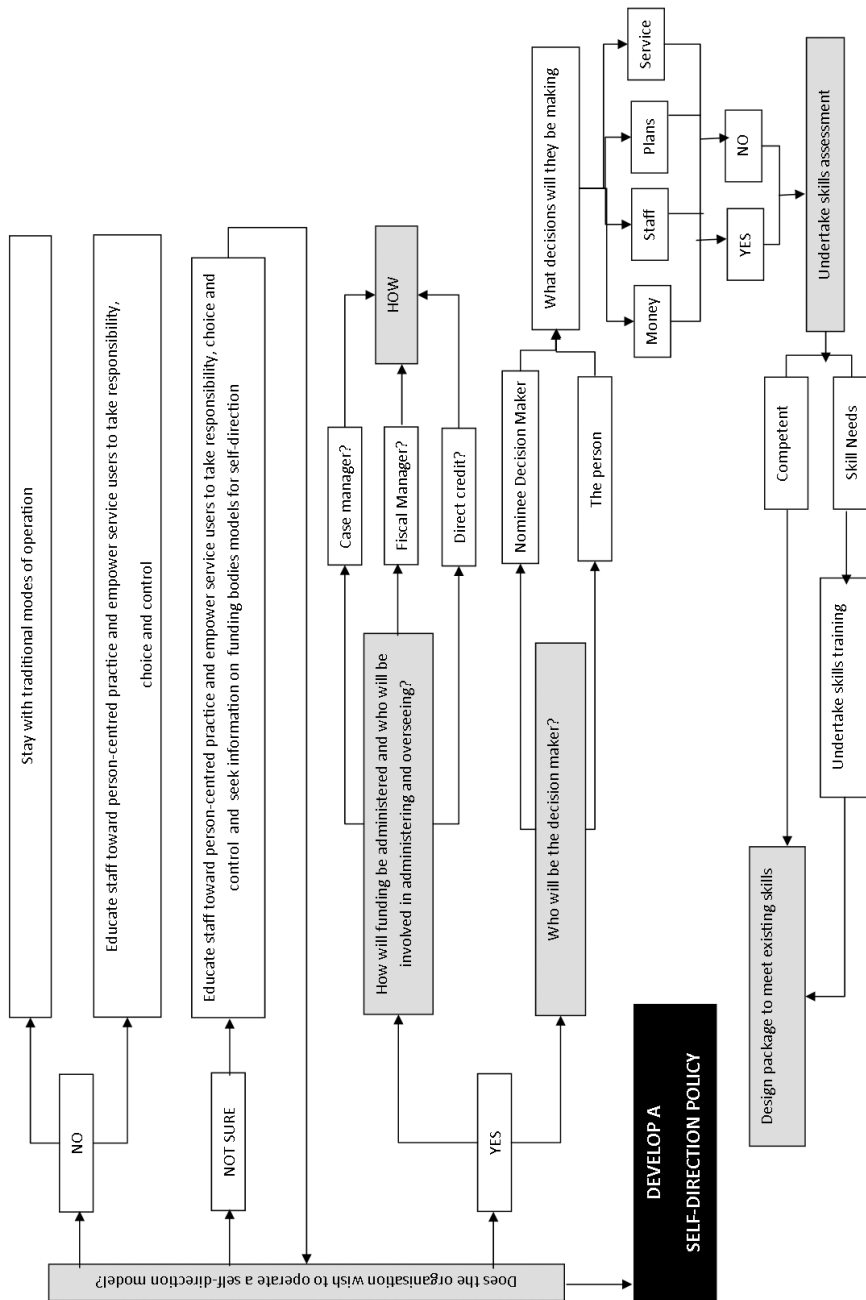 Does the organisation wish to operate a self-direction model?
NO
Stay with traditional modes of operation
Educate staff toward person-centred practice and empower service users to take responsibility,
choice and control
NOT SURE
Educate staff toward person-centred practice and empower service users to take responsibility, choice and
control and seek information on funding bodies models for self-direction
YES
How will funding be administered and who will be
involved in administering and overseeing?
Case manager?
Fiscal Manager?
Direct credit?
HOW
Who will be the decision maker?
Nominee Decision Maker
The person
What decisions will they be making
Money
Staff
Plans
Service
YES
NO
Undertake skills assessment
Competent
Skill Needs
Undertake skills training
Design package to meet existing skills
DEVELOP A
SELF-DIRECTION POLICY